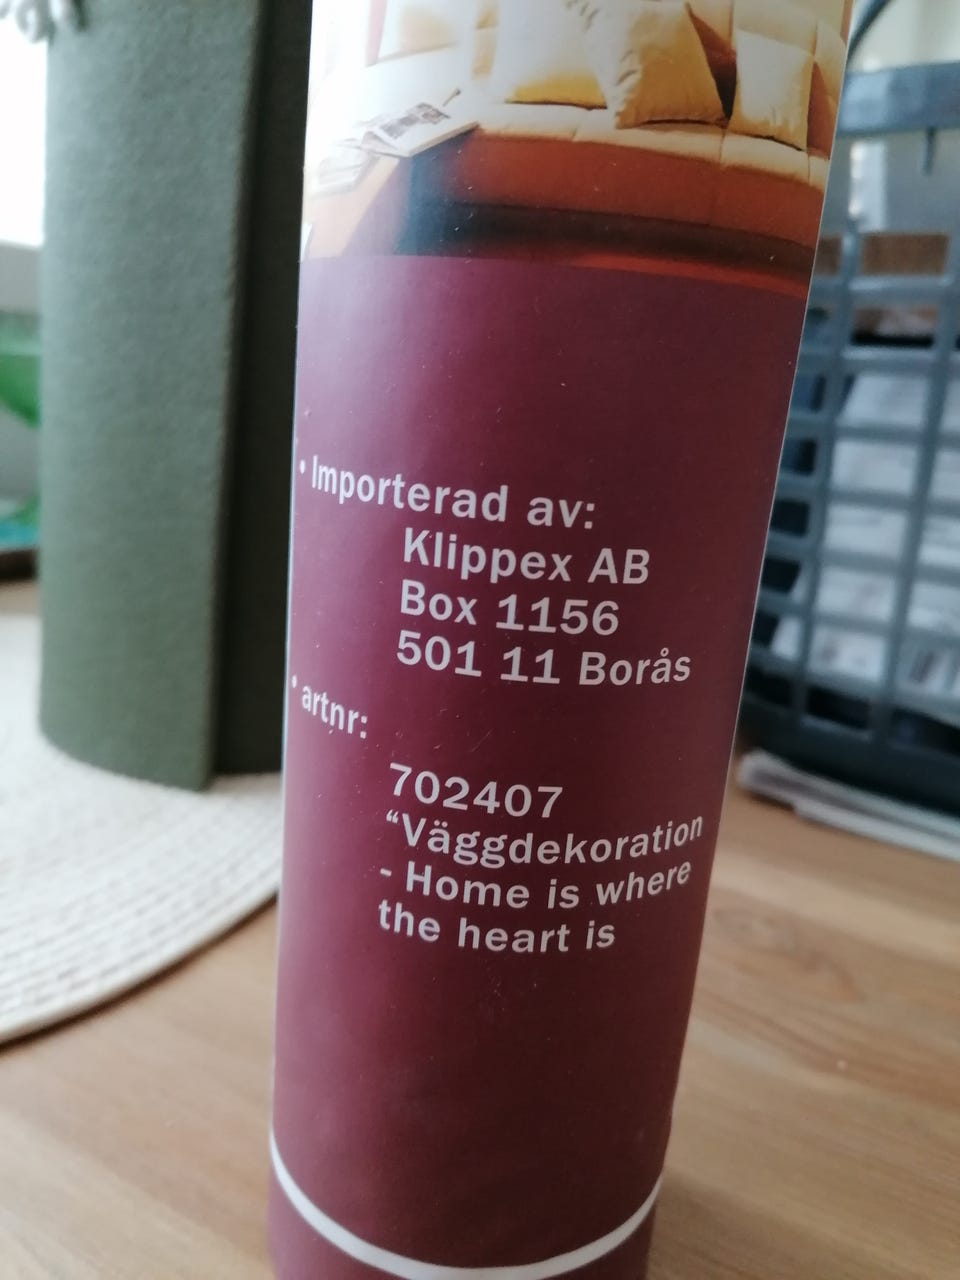 • Importerad av:
Klippex AB
Box 1156
501 11 Borås
• artnr:
702407
“Väggdekoration
- Home is where
the heart is